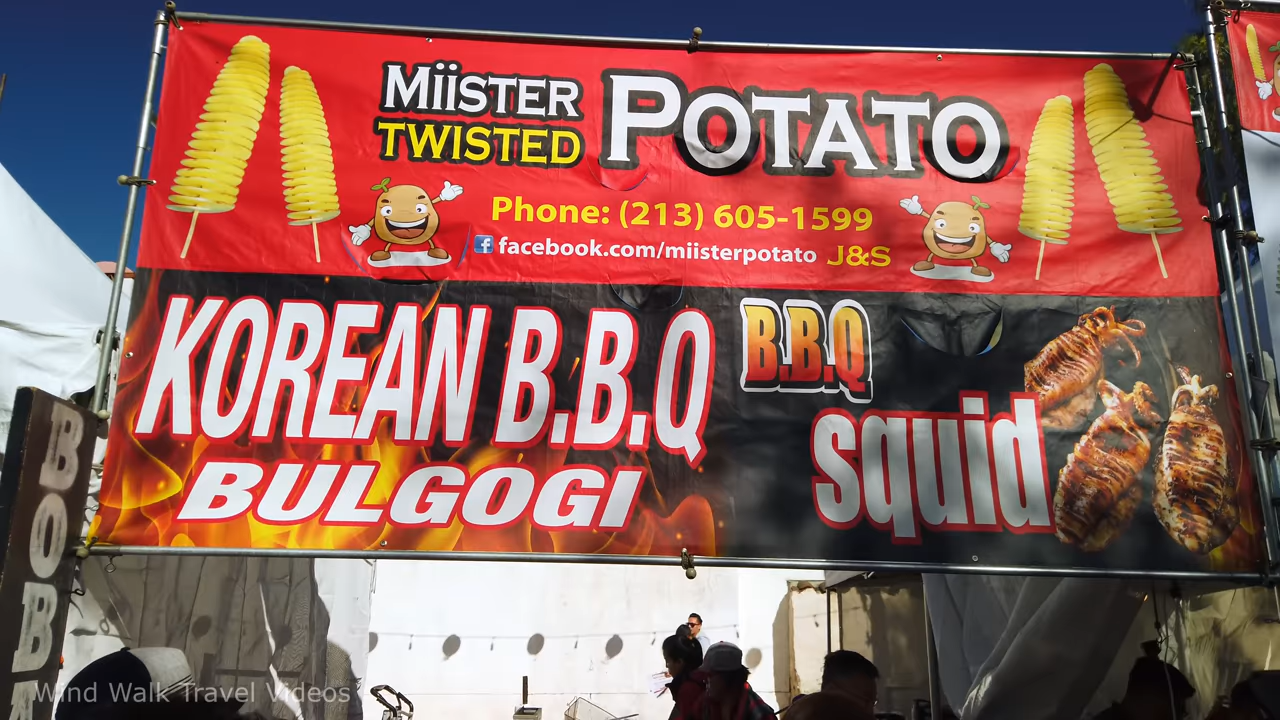 MiiSTER
TWISTED
POTATO
Phone: (213) 605-1599
facebook.com/miisterpotato J&S
KOREAN B.B.Q
BULGOGI
B.B.Q
squid
BOBA
Wind Walk Travel Videos